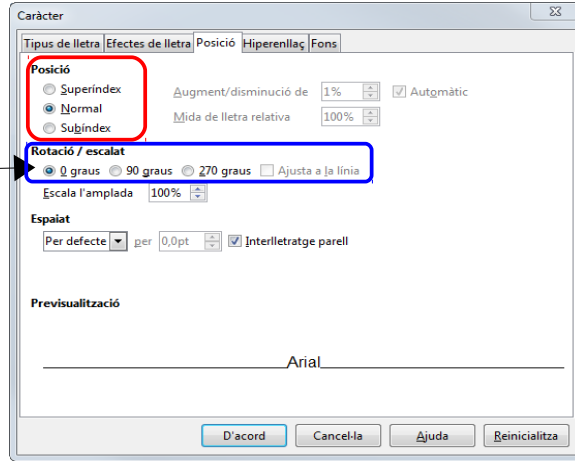 Caràcter
Tipus de lletra Efectes de lletra Posició Hiperenllaç Fons
Posició
Superíndex Augment/disminució de 1% Automàtic
Normal Mida de lletra relativa 100%
Subíndex
Rotació / escalat
0 graus 90 graus 270 graus Ajusta a la línia
Escala l'amplada 100%
Espaiat
Per defecte per 0,0pt Interlletratge parell
Previsualització
Arial
D'acord Cancel·la Ajuda Reinicialitza